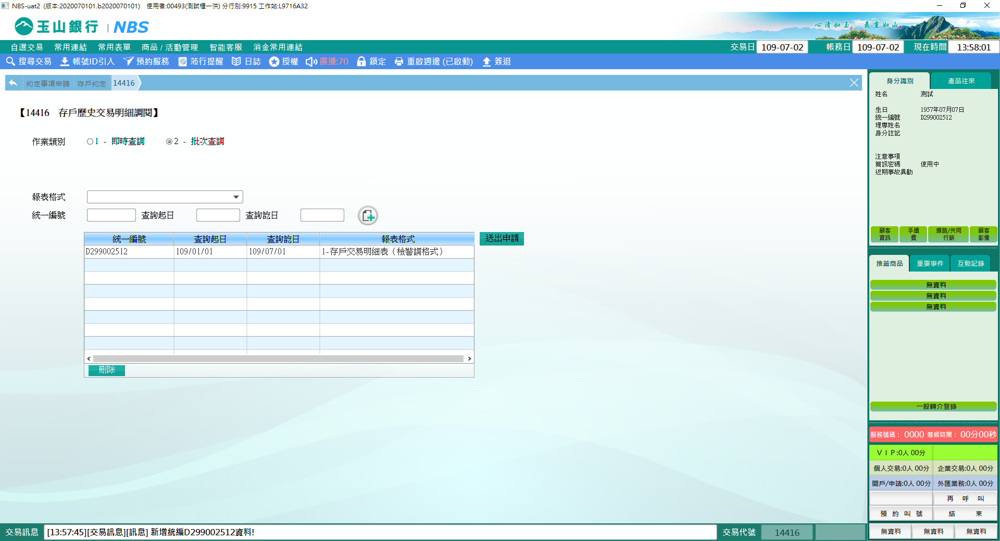 NBS-uat2 (版本:2020070101.b2020070101) 使用者:00493(測試櫃一洪) 分行別:9915 工作站:L9716A32
玉山銀行 | NBS
心清如玉。義重如山。
自選交易 常用連結 常用表單 商品 / 活動管理 智能客服 消金常用連結 交易日 109-07-02 帳務日 109-07-02 現在時間 13:58:01
搜尋交易 帳號ID引入 預約服務 蒞行提醒 日誌 授權 廣播:70 鎖定 重啟週邊 (已啟動) 簽退
約定事項申請 存戶約定 14416
【14416 存戶歷史交易明細調閱】
作業類別 1 - 即時查調 2 - 批次查調
報表格式
統一編號 查詢起日 查詢訖日
統一編號 查詢起日 查詢訖日 報表格式 送出申請
D299002512 109/01/01 109/07/01 1-存戶交易明細表（檢警調格式）
刪除
身分識別 產品往來
姓名 測試
生日 1957年07月07日
統一編號 D299002512
理專姓名
身分註記
注意事項
簡訊密碼 使用中
近期事故異動
顧客資訊 手續費 通路/共同行銷 顧客影像
推薦商品 重要事件 互動記錄
無資料
無資料
無資料
一般轉介登錄
服務號碼： 0000 等候時間： 00分00秒
ＶＩＰ:0人 00分
個人交易:0人 00分 企業交易:0人 00分
開戶/申請:0人 00分 外匯業務:0人 00分
再 呼 叫
預 約 叫 號 結 束
無資料 無資料 無資料
交易訊息 [13:57:45][交易訊息][訊息] 新增統編D299002512資料! 交易代號 14416